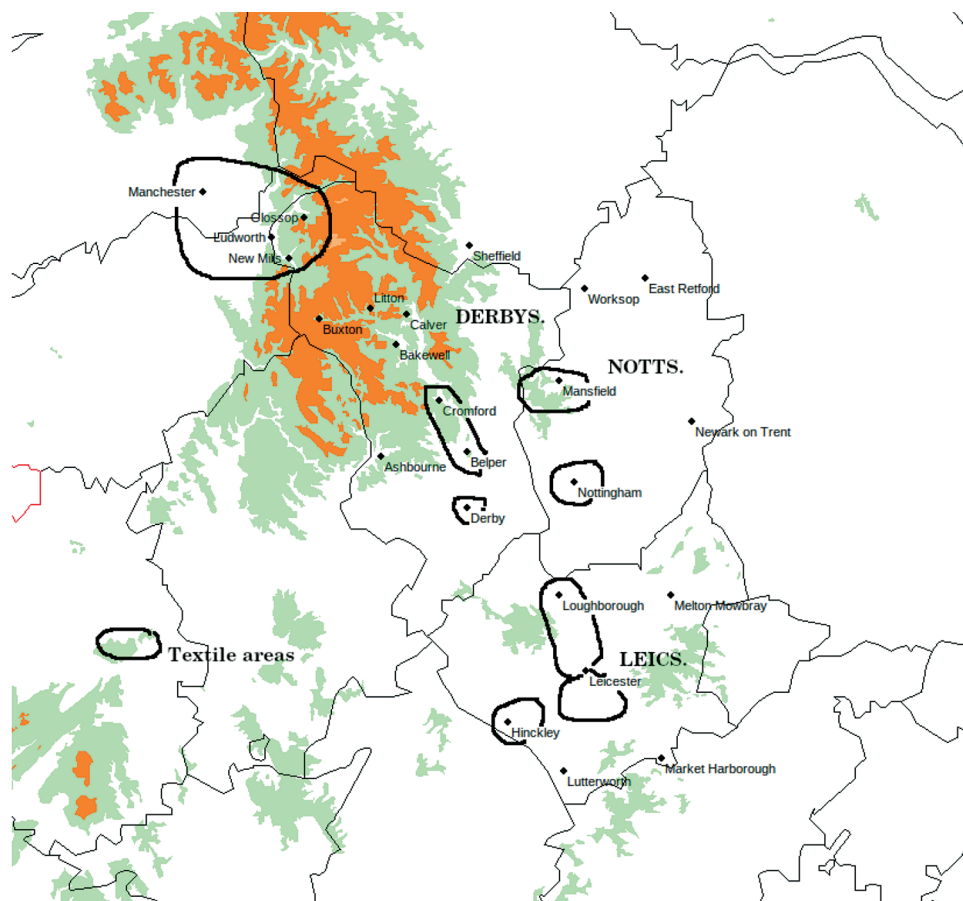 Manchester
Glossop
Ludworth
New Mills
Sheffield
East Retford
Worksop
Litton
Calver
DERBYS.
Buxton
Bakewell
NOTTS.
Mansfield
Cromford
Newark on Trent
Belper
Ashbourne
Nottingham
Derby
Loughborough
Melton Mowbray
Textile areas
LEICS.
Leicester
Hinckley
Market Harborough
Lutterworth